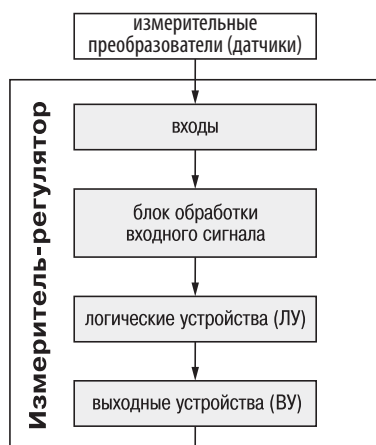 измерительные
преобразователи (датчики)
Измеритель-регулятор
входы
блок обработки
входного сигнала
логические устройства (ЛУ)
выходные устройства (ВУ)